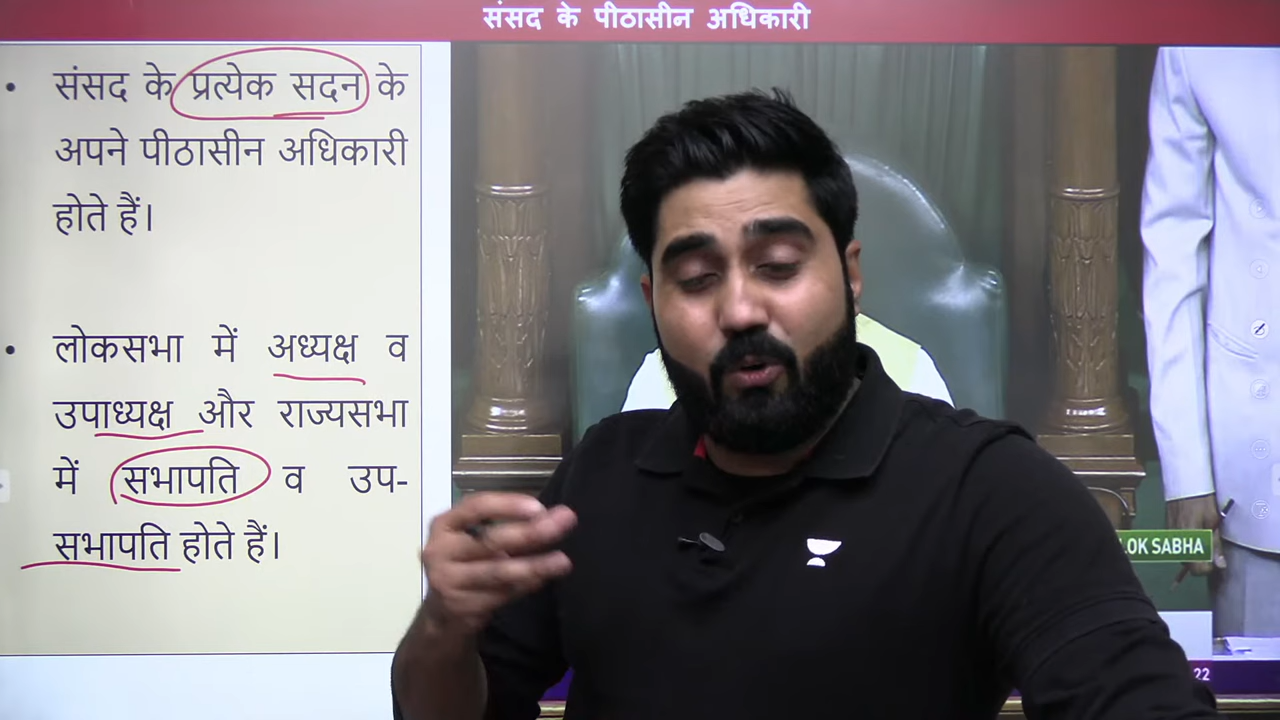 संसद के पीठासीन अधिकारी
• संसद के प्रत्येक सदन के
अपने पीठासीन अधिकारी
होते हैं।
• लोकसभा में अध्यक्ष व
उपाध्यक्ष और राज्यसभा
में सभापति व उप-
सभापति होते हैं।
LOK SABHA
22